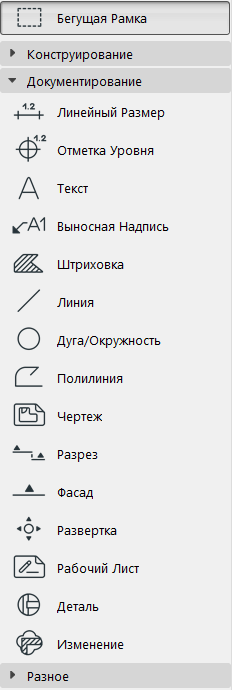 Бегущая Рамка
Конструирование
Документирование
1.2 Линейный Размер
1.2 Отметка Уровня
A Текст
A1 Выносная Надпись
Штриховка
Линия
Дуга/Окружность
Полилиния
Чертеж
Разрез
Фасад
Развертка
Рабочий Лист
Деталь
Изменение
Разное